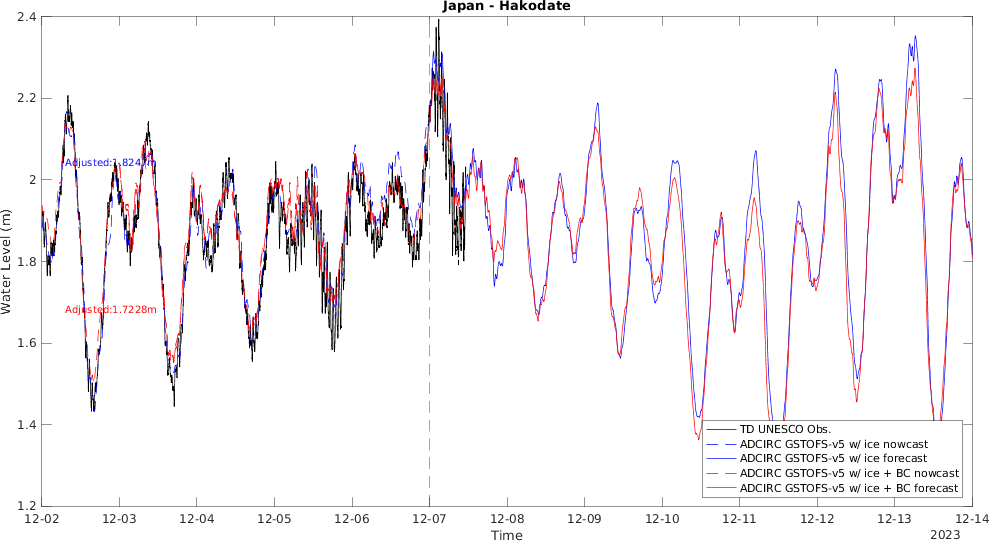 Japan - Hakodate
Water Level (m)
2.4
2.2
2
1.8
1.6
1.4
1.2
Adjusted:1.824m
Adjusted:1.7228m
TD UNESCO Obs.
ADCIRC GSTOFS-v5 w/ ice nowcast
ADCIRC GSTOFS-v5 w/ ice forecast
ADCIRC GSTOFS-v5 w/ ice + BC nowcast
ADCIRC GSTOFS-v5 w/ ice + BC forecast
12-02 12-03 12-04 12-05 12-06 12-07 12-08 12-09 12-10 12-11 12-12 12-13 12-14
Time
2023